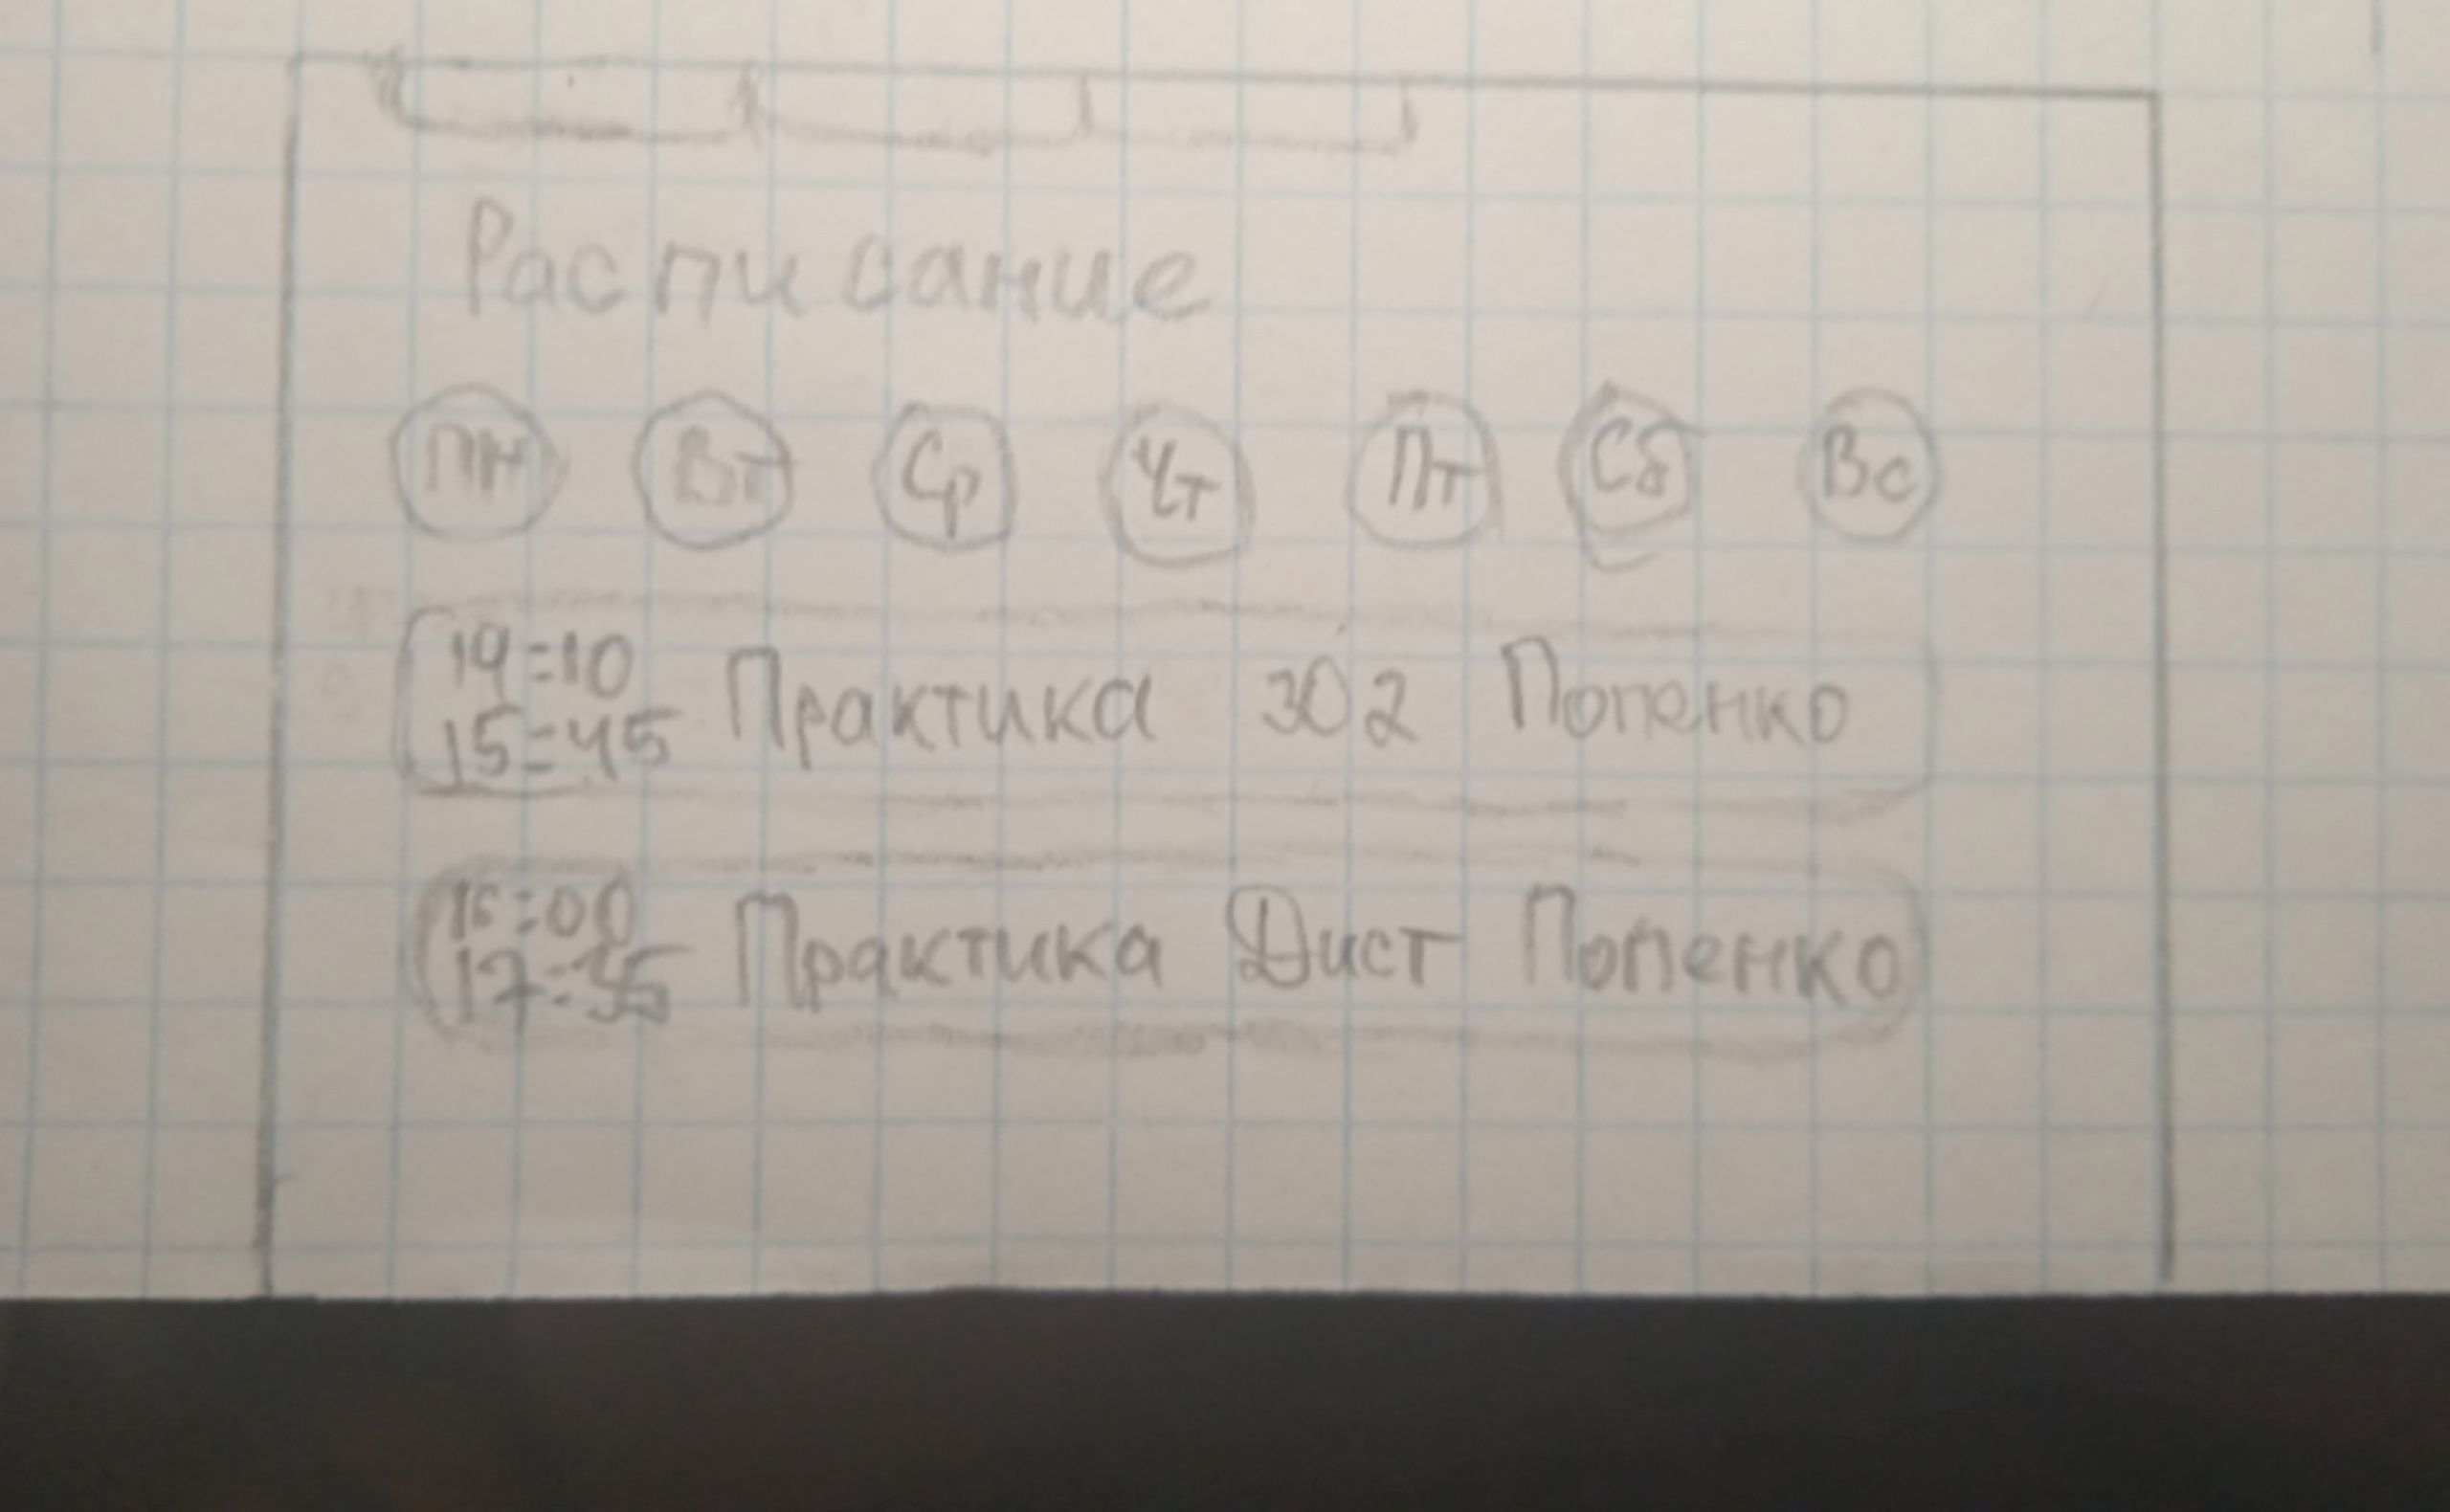 Расписание
Пн Вт Ср Чт Пт Сб Вс
14:10
15:45 Практика 302 Попенко
16:00
17:35 Практика Дист Попенко